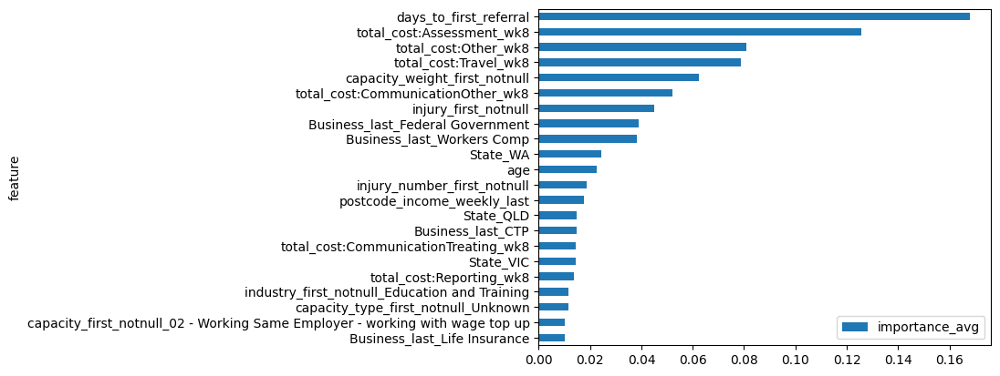 days_to_first_referral
total_cost:Assessment_wk8
total_cost:Other_wk8
total_cost:Travel_wk8
capacity_weight_first_notnull
total_cost:CommunicationOther_wk8
injury_first_notnull
Business_last_Federal Government
Business_last_Workers Comp
State_WA
age
injury_number_first_notnull
postcode_income_weekly_last
State_QLD
Business_last_CTP
total_cost:CommunicationTreating_wk8
State_VIC
total_cost:Reporting_wk8
industry_first_notnull_Education and Training
capacity_type_first_notnull_Unknown
capacity_first_notnull_02 - Working Same Employer - working with wage top up
Business_last_Life Insurance
feature
importance_avg
0.00 0.02 0.04 0.06 0.08 0.10 0.12 0.14 0.16